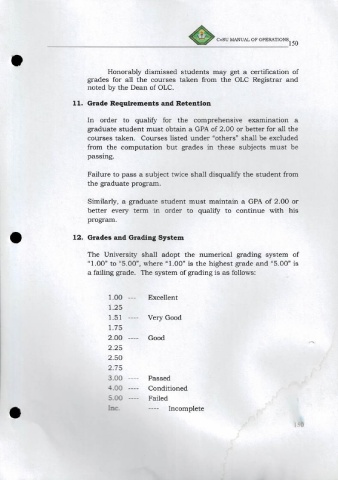 CvSU MANUAL OF OPERATIONS
150
Honorably dismissed students may get a certification of
grades for all the courses taken from the OLC Registrar and
noted by the Dean of OLC.
11. Grade Requirements and Retention
In order to qualify for the comprehensive examination a
graduate student must obtain a GPA of 2.00 or better for all the
courses taken. Courses listed under "others" shall be excluded
from the computation but grades in these subjects must be
passing.
Failure to pass a subject twice shall disqualify the student from
the graduate program.
Similarly, a graduate student must maintain a GPA of 2.00 or
better every term in order to qualify to continue with his
program.
12. Grades and Grading System
The University shall adopt the numerical grading system of
"1.00" to "5.00", where "1.00" is the highest grade and "5.00" is
a failing grade. The system of grading is as follows:
1.00 --- Excellent
1.25
1.51 ---- Very Good
1.75
2.00 ---- Good
2.25
2.50
2.75
3.00 ---- Passed
4.00 ---- Conditioned
5.00 ---- Failed
Inc. ---- Incomplete
150